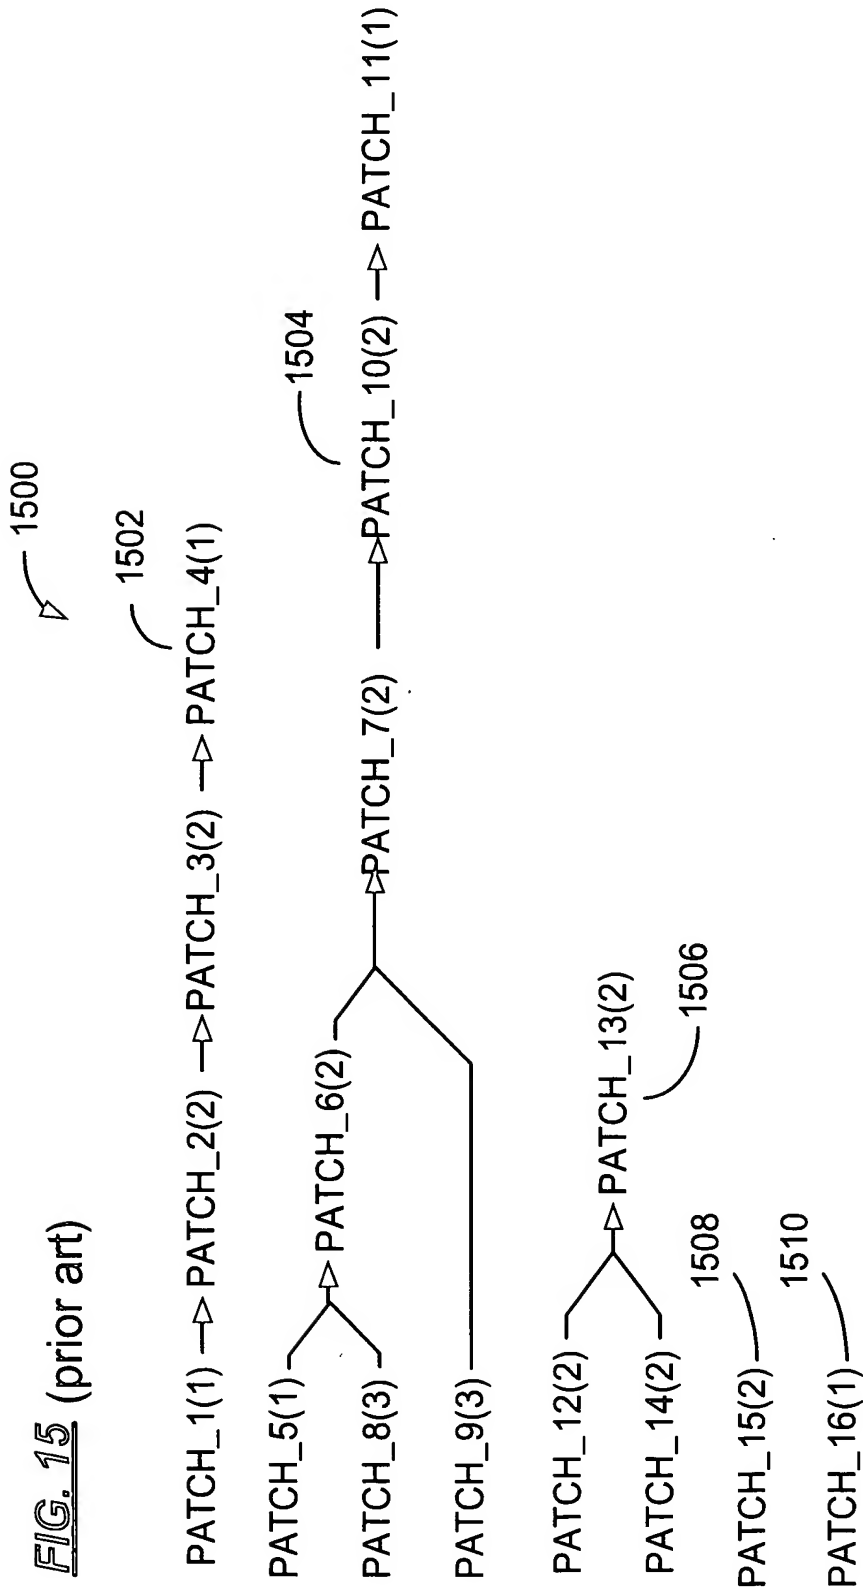 FIG. 15 (prior art)
1500
1502
PATCH_1(1) PATCH_2(2) PATCH_3(2) PATCH_4(1)
1504
PATCH_5(1)
PATCH_6(2)
PATCH_8(3)
PATCH_7(2) PATCH_10(2) PATCH_11(1)
PATCH_9(3)
PATCH_12(2)
PATCH_13(2)
PATCH_14(2)
1506
1508
PATCH_15(2)
1510
PATCH_16(1)